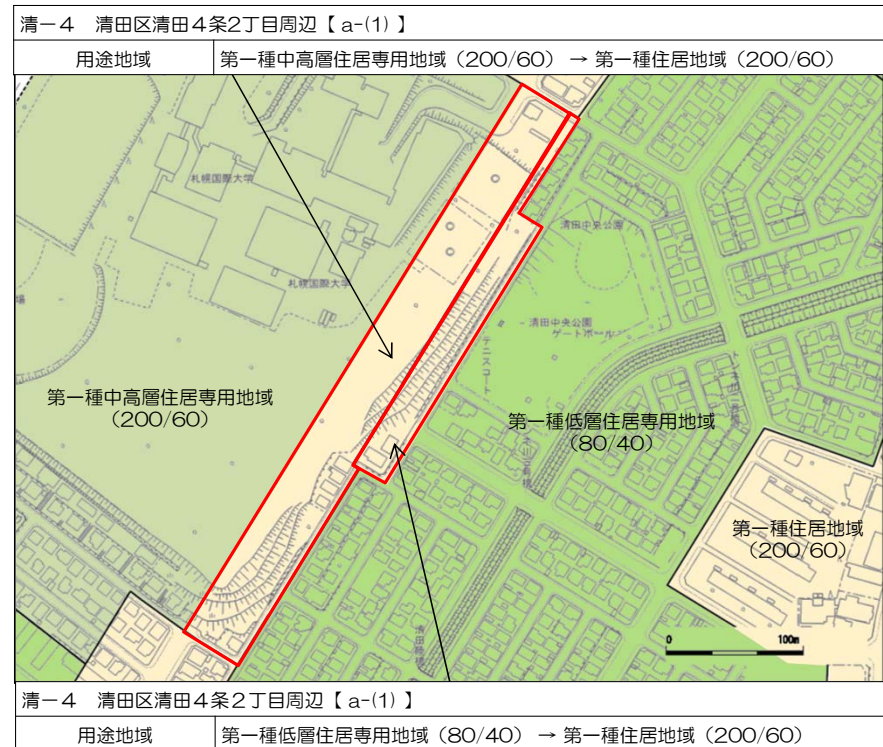 清－4　清田区清田4条2丁目周辺【 a-(1) 】
用途地域　第一種中高層住居専用地域（200/60） → 第一種住居地域（200/60）
札幌国際大学
札幌国際大学
場
清田中央公園
清田中央公園
ゲートボール
テニスコート
第一種中高層住居専用地域
（200/60）
第一種低層住居専用地域
（80/40）
第一種住居地域
（200/60）
0　100m
清－4　清田区清田4条2丁目周辺【 a-(1) 】
用途地域　第一種低層住居専用地域（80/40） → 第一種住居地域（200/60）